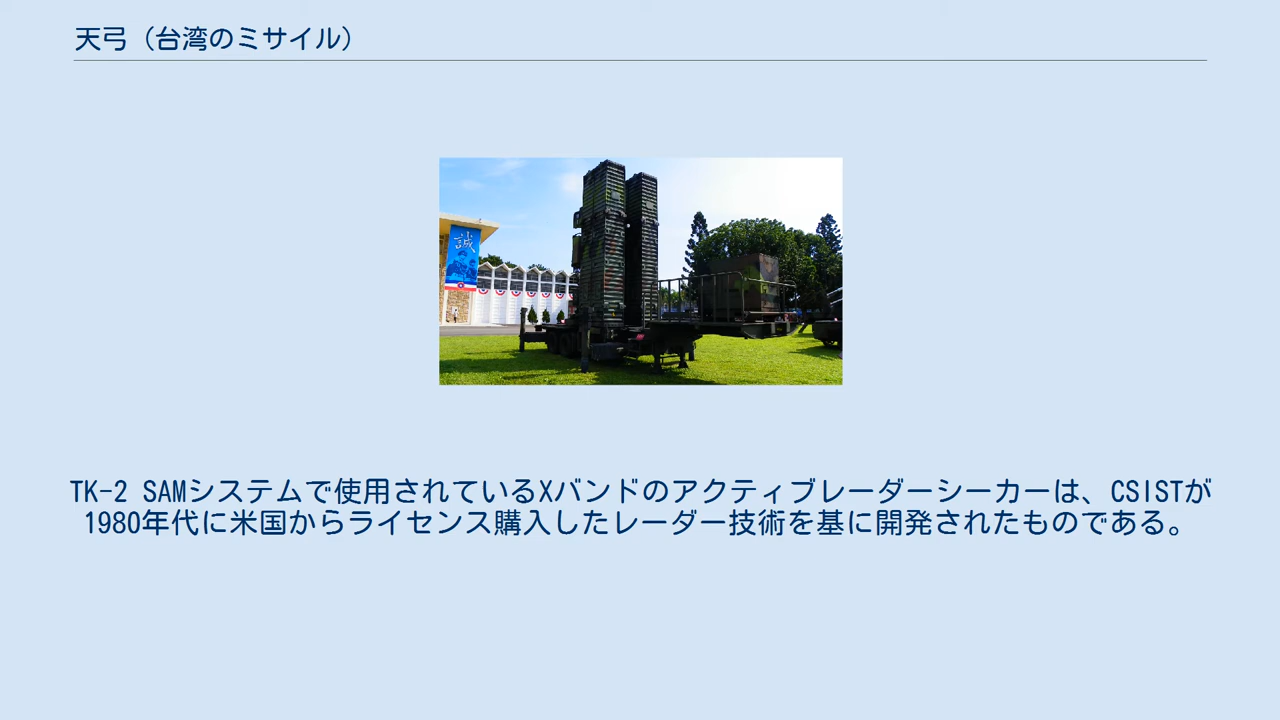 天弓（台湾のミサイル）
誠
TK-2 SAMシステムで使用されているXバンドのアクティブレーダーシーカーは、CSISTが
1980年代に米国からライセンス購入したレーダー技術を基に開発されたものである。